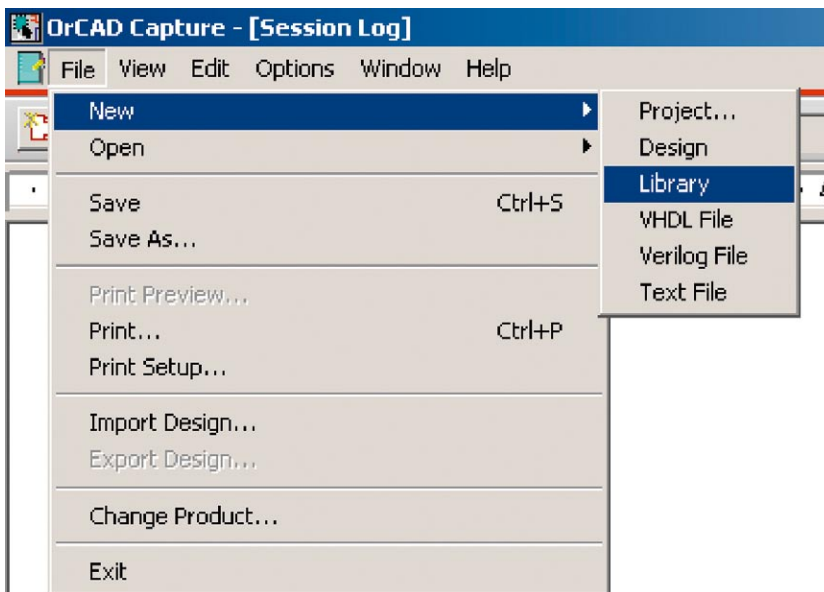 OrCAD Capture - [Session Log]
File View Edit Options Window Help
New
Open
Save Ctrl+S
Save As...
Print Preview...
Print... Ctrl+P
Print Setup...
Import Design...
Export Design...
Change Product...
Exit
Project...
Design
Library
VHDL File
Verilog File
Text File